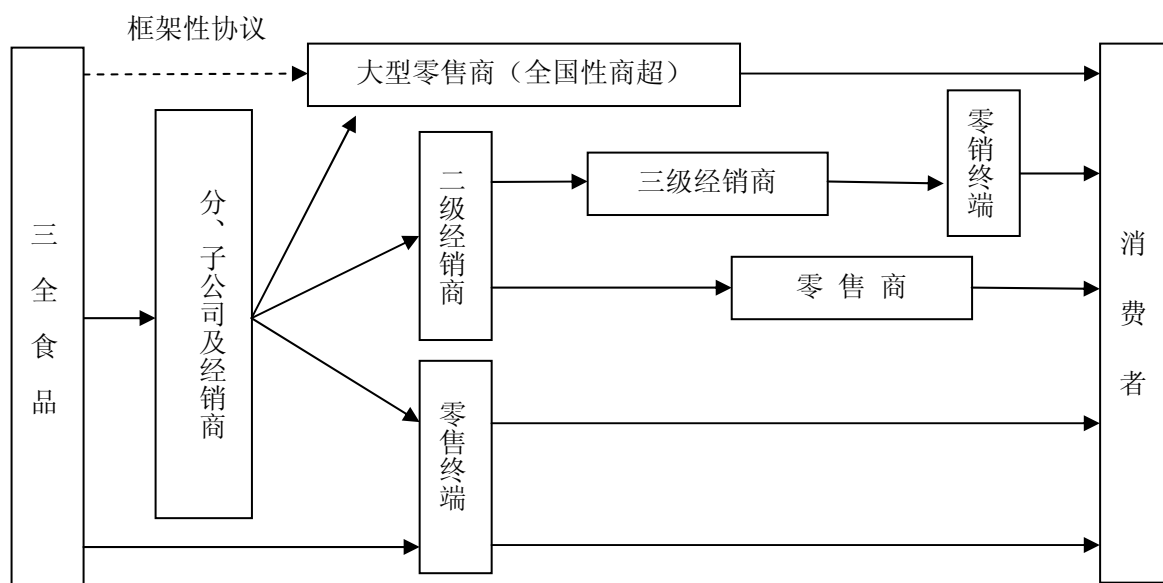 框架性协议
三全食品
大型零售商（全国性商超）
分、子公司及经销商
二级经销商
三级经销商
零销终端
零 售 商
零售终端
消费者